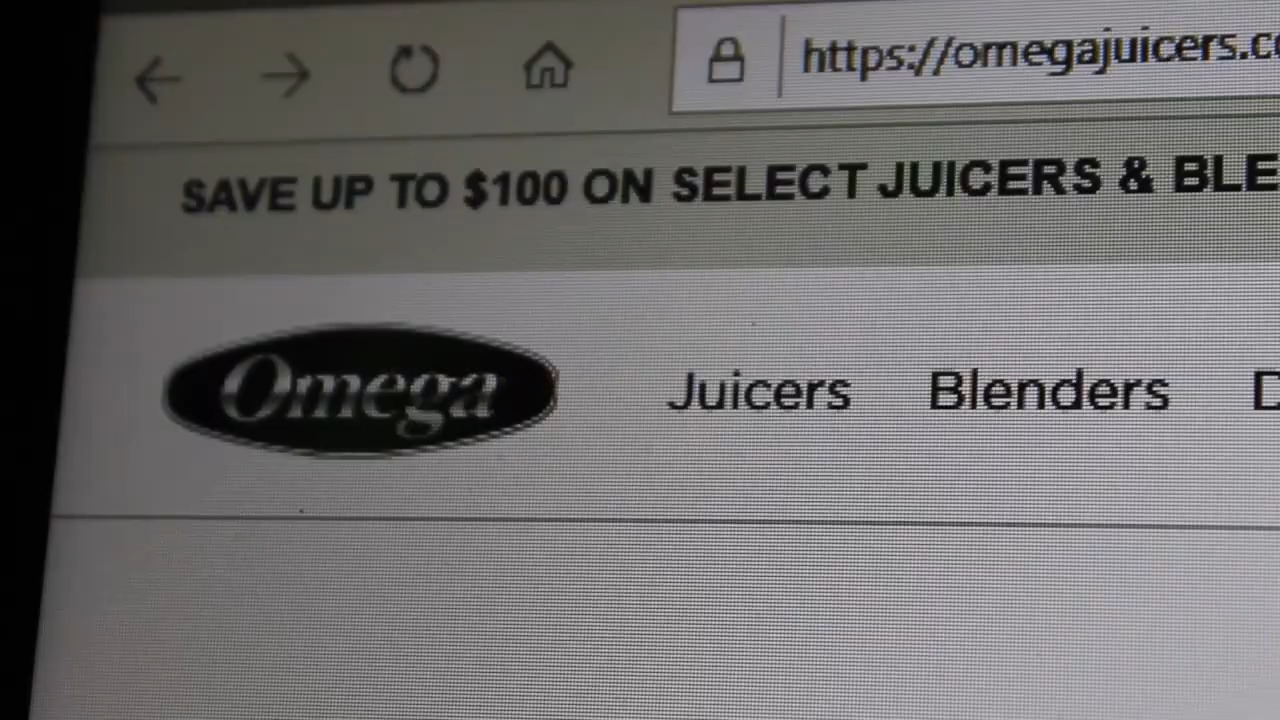 https://omegajuicers.c
SAVE UP TO $100 ON SELECT JUICERS & BLE
Omega Juicers Blenders